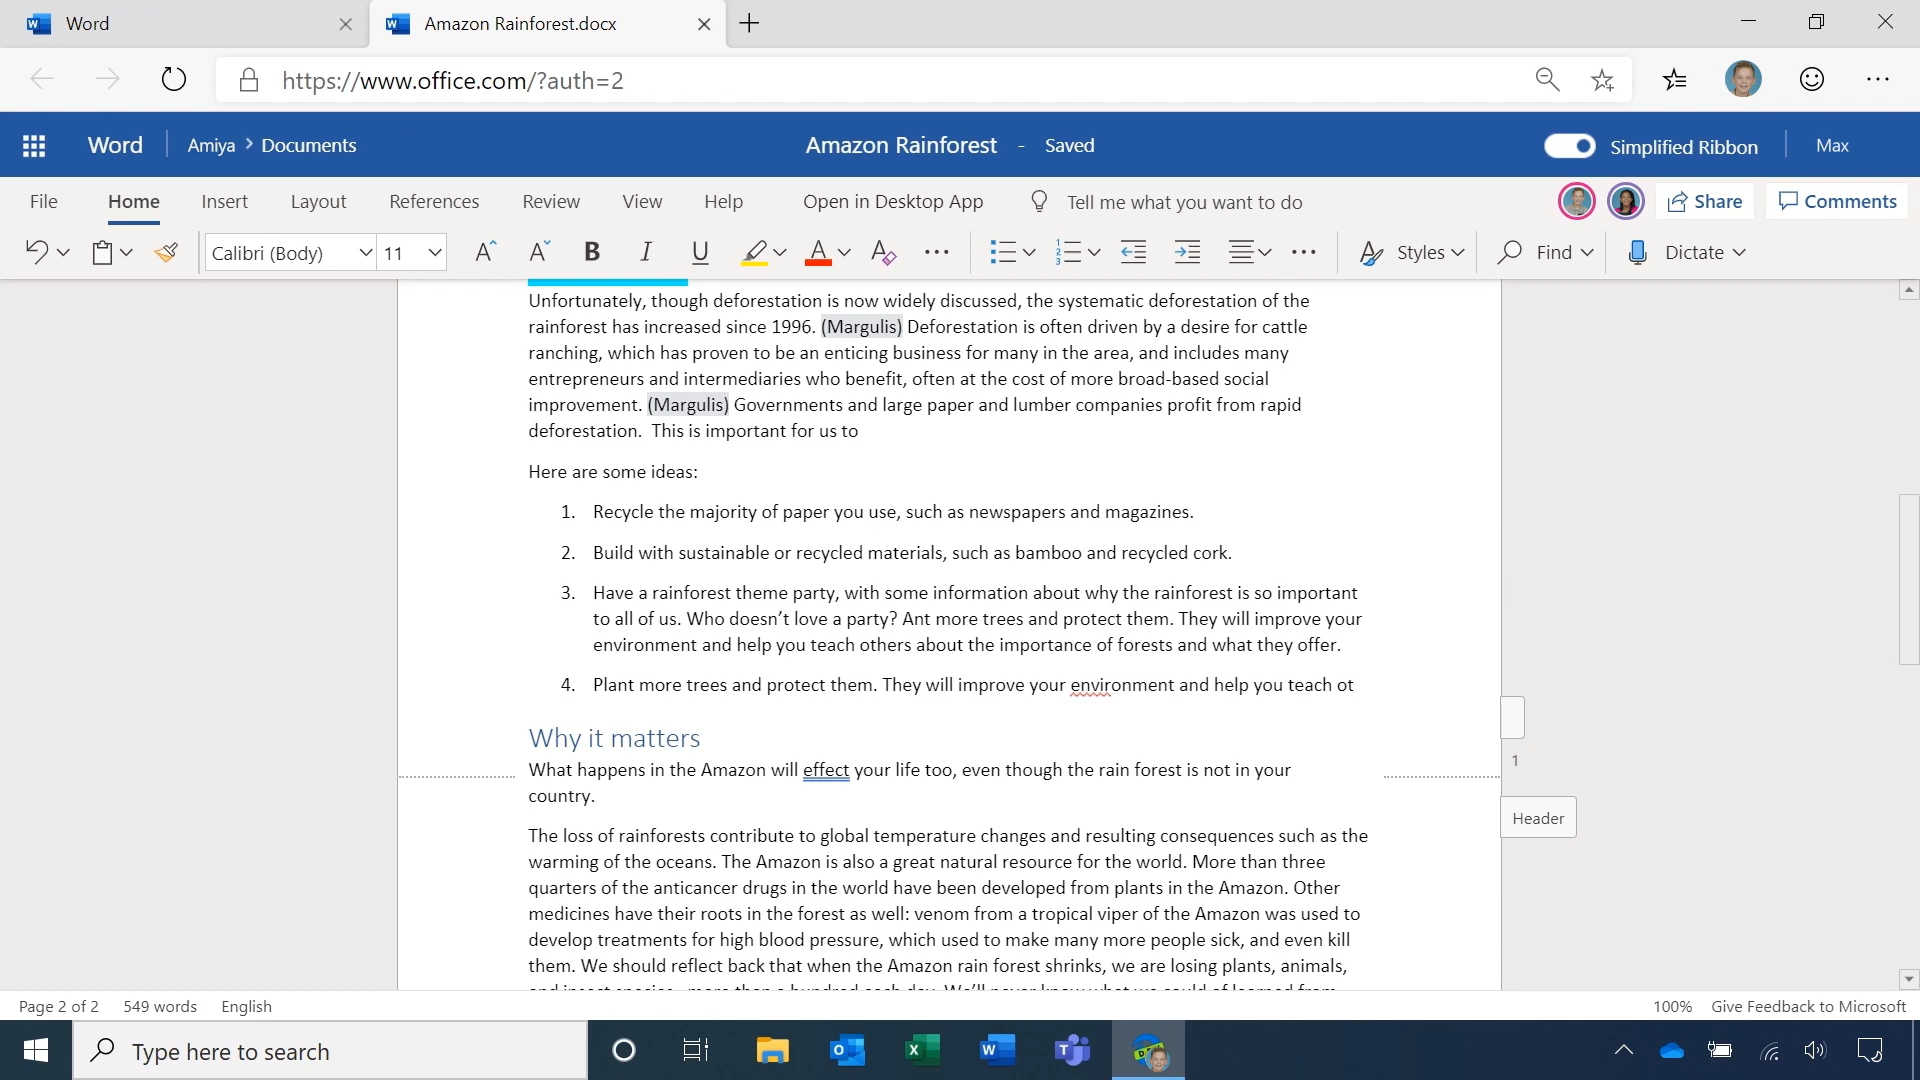 Word
Amazon Rainforest.docx
https://www.office.com/?auth=2
Word
Amiya > Documents
Amazon Rainforest - Saved
Simplified Ribbon
Max
File
Home
Insert
Layout
References
Review
View
Help
Open in Desktop App
Tell me what you want to do
Share
Comments
Calibri (Body)
11
Styles
Find
Dictate
Unfortunately, though deforestation is now widely discussed, the systematic deforestation of the
rainforest has increased since 1996. (Margulis) Deforestation is often driven by a desire for cattle
ranching, which has proven to be an enticing business for many in the area, and includes many
entrepreneurs and intermediaries who benefit, often at the cost of more broad-based social
improvement. (Margulis) Governments and large paper and lumber companies profit from rapid
deforestation.  This is important for us to
Here are some ideas:
1. Recycle the majority of paper you use, such as newspapers and magazines.
2. Build with sustainable or recycled materials, such as bamboo and recycled cork.
3. Have a rainforest theme party, with some information about why the rainforest is so important
to all of us. Who doesn’t love a party? Ant more trees and protect them. They will improve your
environment and help you teach others about the importance of forests and what they offer.
4. Plant more trees and protect them. They will improve your environment and help you teach ot
Why it matters
What happens in the Amazon will effect your life too, even though the rain forest is not in your
country.
1
Header
The loss of rainforests contribute to global temperature changes and resulting consequences such as the
warming of the oceans. The Amazon is also a great natural resource for the world. More than three
quarters of the anticancer drugs in the world have been developed from plants in the Amazon. Other
medicines have their roots in the forest as well: venom from a tropical viper of the Amazon was used to
develop treatments for high blood pressure, which used to make many more people sick, and even kill
them. We should reflect back that when the Amazon rain forest shrinks, we are losing plants, animals,
Page 2 of 2
549 words
English
100%
Give Feedback to Microsoft
Type here to search